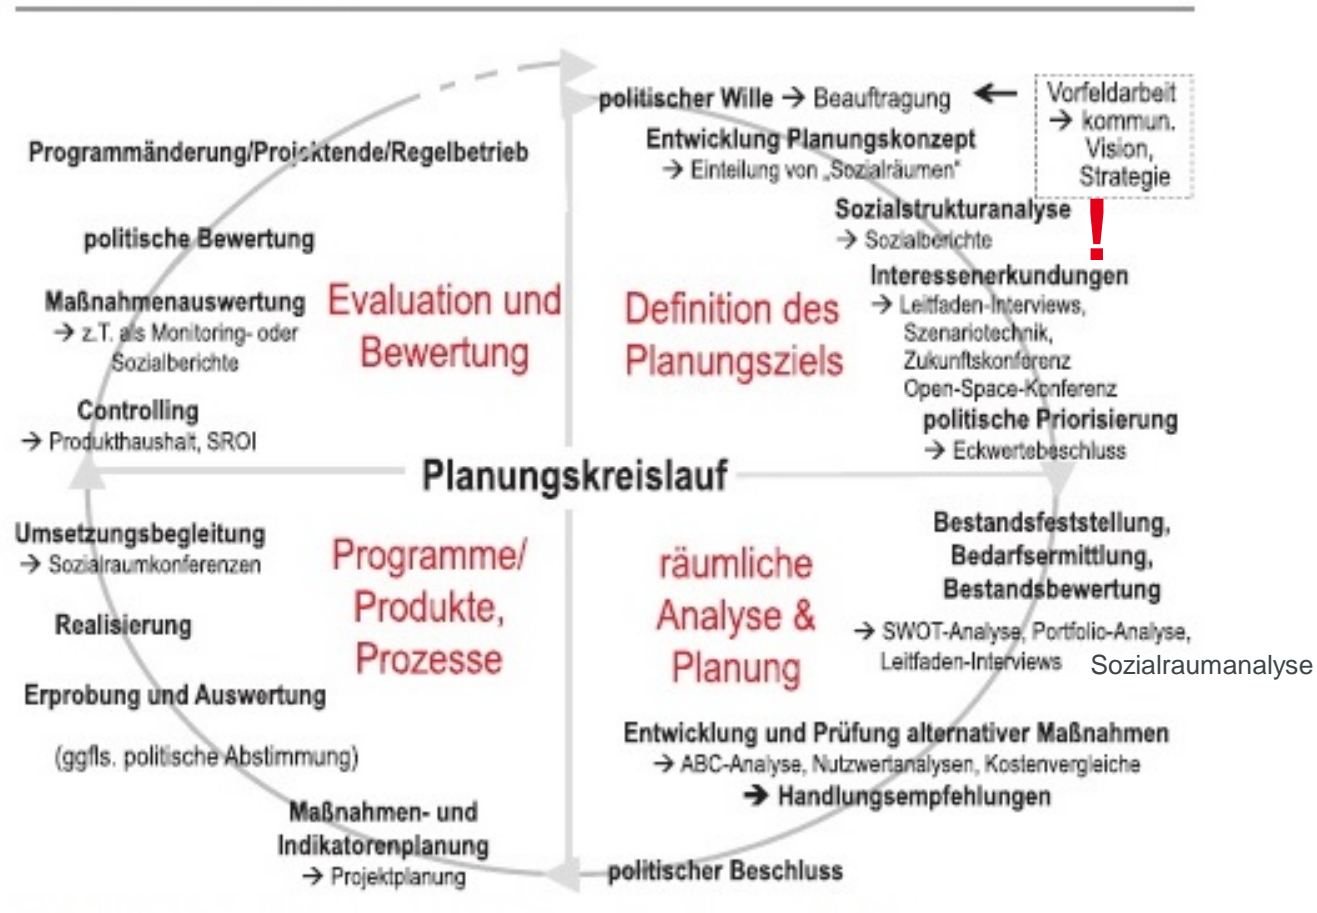 politischer Wille → Beauftragung
Vorfeldarbeit
→ kommun.
Vision,
Strategie
!
Entwicklung Planungskonzept
→ Einteilung von „Sozialräumen“
Sozialstrukturanalyse
→ Sozialberichte
Interessenerkundungen
→ Leitfaden-Interviews,
Szenariotechnik,
Zukunftskonferenz
Open-Space-Konferenz
politische Priorisierung
→ Eckwertebeschluss
Definition des
Planungsziels
Planungskreislauf
Bestandsfeststellung,
Bedarfsermittlung,
Bestandsbewertung
→ SWOT-Analyse, Portfolio-Analyse,
Leitfaden-Interviews Sozialraumanalyse
räumliche
Analyse &
Planung
Entwicklung und Prüfung alternativer Maßnahmen
→ ABC-Analyse, Nutzwertanalysen, Kostenvergleiche
→ Handlungsempfehlungen
politischer Beschluss
Maßnahmen- und
Indikatorenplanung
→ Projektplanung
(ggfls. politische Abstimmung)
Erprobung und Auswertung
Realisierung
Umsetzungsbegleitung
→ Sozialraumkonferenzen
Programme/
Produkte,
Prozesse
Controlling
→ Produkthaushalt, SROI
Maßnahmenauswertung
→ z.T. als Monitoring- oder
Sozialberichte
politische Bewertung
Programmänderung/Projektende/Regelbetrieb
Evaluation und
Bewertung